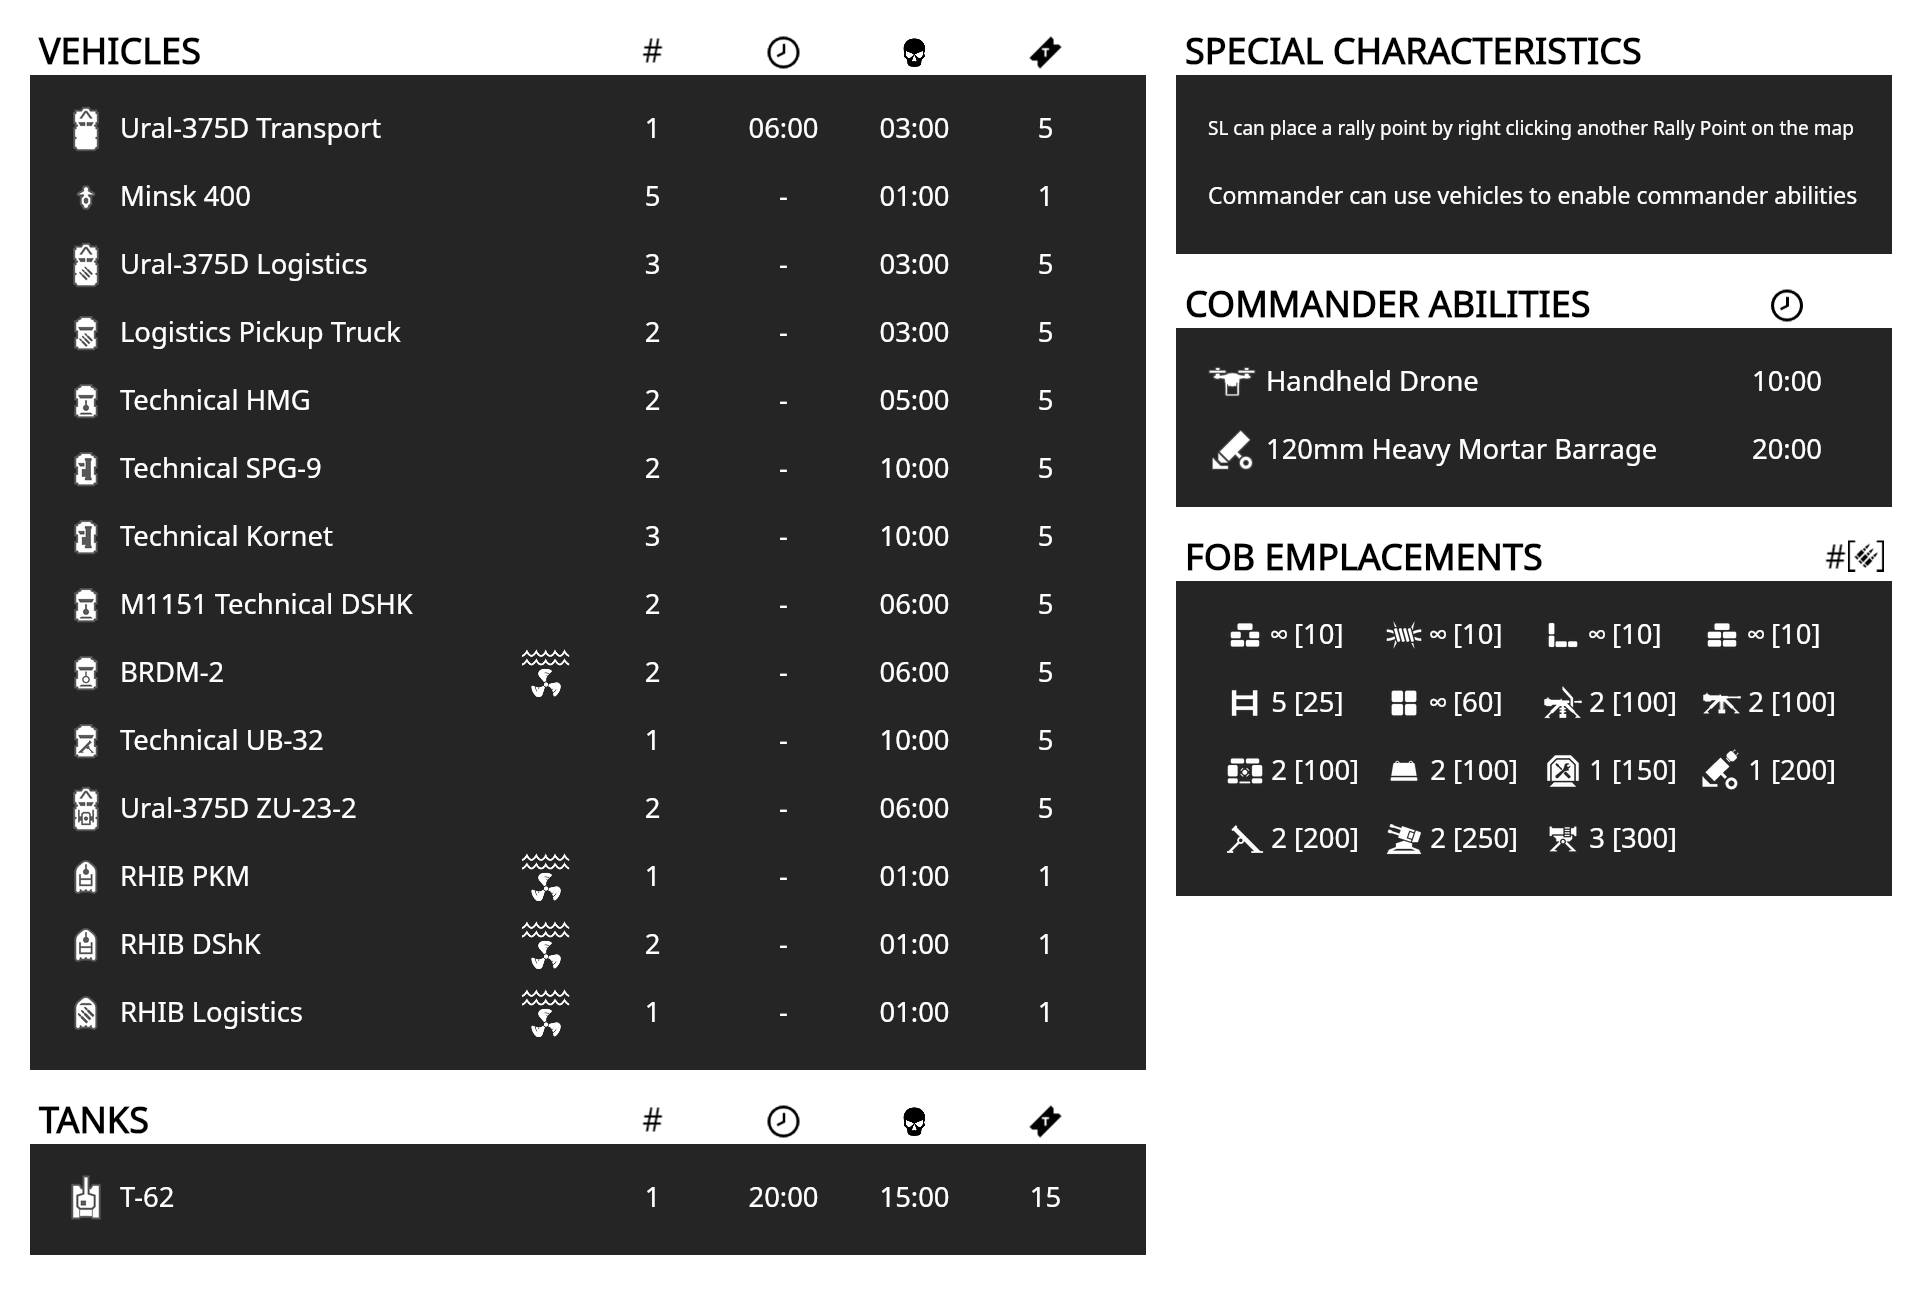 VEHICLES #
Ural-375D Transport 1 06:00 03:00 5
Minsk 400 5 - 01:00 1
Ural-375D Logistics 3 - 03:00 5
Logistics Pickup Truck 2 - 03:00 5
Technical HMG 2 - 05:00 5
Technical SPG-9 2 - 10:00 5
Technical Kornet 3 - 10:00 5
M1151 Technical DSHK 2 - 06:00 5
BRDM-2 2 - 06:00 5
Technical UB-32 1 - 10:00 5
Ural-375D ZU-23-2 2 - 06:00 5
RHIB PKM 1 - 01:00 1
RHIB DShK 2 - 01:00 1
RHIB Logistics 1 - 01:00 1
TANKS #
T-62 1 20:00 15:00 15
SPECIAL CHARACTERISTICS
SL can place a rally point by right clicking another Rally Point on the map
Commander can use vehicles to enable commander abilities
COMMANDER ABILITIES
Handheld Drone 10:00
120mm Heavy Mortar Barrage 20:00
FOB EMPLACEMENTS #[ ]
∞ [10] ∞ [10] ∞ [10] ∞ [10]
5 [25] ∞ [60] 2 [100] 2 [100]
2 [100] 2 [100] 1 [150] 1 [200]
2 [200] 2 [250] 3 [300]